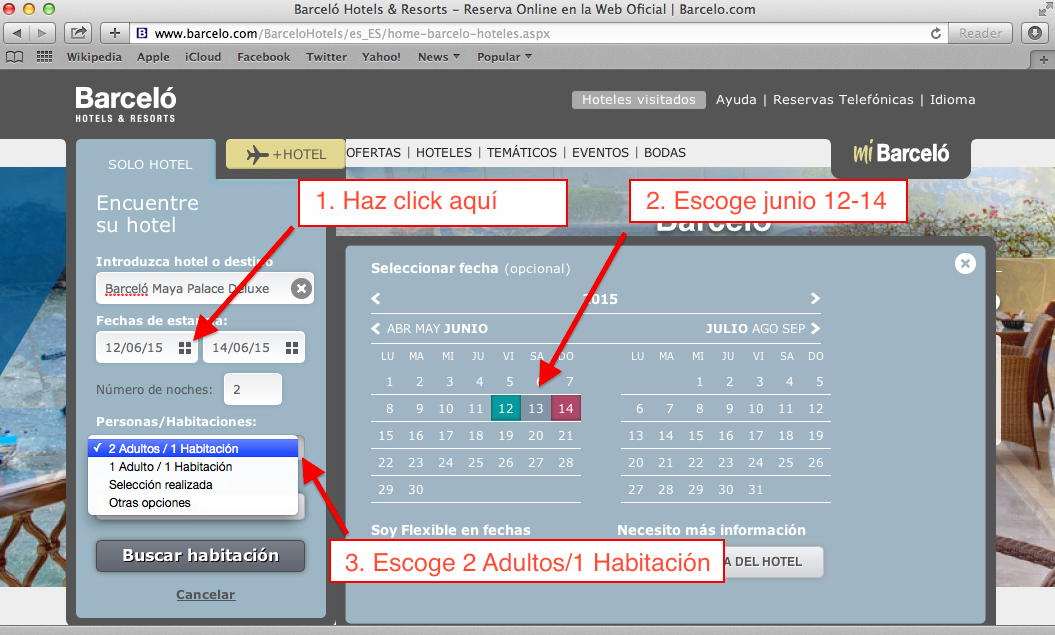 Barceló Hotels & Resorts – Reserva Online en la Web Oficial | Barcelo.com
www.barcelo.com/BarceloHotels/es_ES/home-barcelo-hoteles.aspx
Reader
Wikipedia Apple iCloud Facebook Twitter Yahoo! News Popular
Barceló
HOTELS & RESORTS
Hoteles visitados Ayuda | Reservas Telefónicas | Idioma
SOLO HOTEL
+HOTEL
OFERTAS | HOTELES | TEMÁTICOS | EVENTOS | BODAS
mi Barceló
1. Haz click aquí
2. Escoge junio 12-14
Barceló
Encuentre
su hotel
Introduzca hotel o destino
Barceló Maya Palace Deluxe
Fechas de estancia:
12/06/15 14/06/15
Número de noches: 2
Personas/Habitaciones:
✓ 2 Adultos / 1 Habitación
1 Adulto / 1 Habitación
Selección realizada
Otras opciones
Buscar habitación
Cancelar
Seleccionar fecha (opcional)
2015
ABR MAY JUNIO
LU MA MI JU VI SA DO
1 2 3 4 5 6 7
8 9 10 11 12 13 14
15 16 17 18 19 20 21
22 23 24 25 26 27 28
29 30
JULIO AGO SEP
LU MA MI JU VI SA DO
1 2 3 4 5
6 7 8 9 10 11 12
13 14 15 16 17 18 19
20 21 22 23 24 25 26
27 28 29 30 31
Soy Flexible en fechas
Necesito más información
A DEL HOTEL
3. Escoge 2 Adultos/1 Habitación